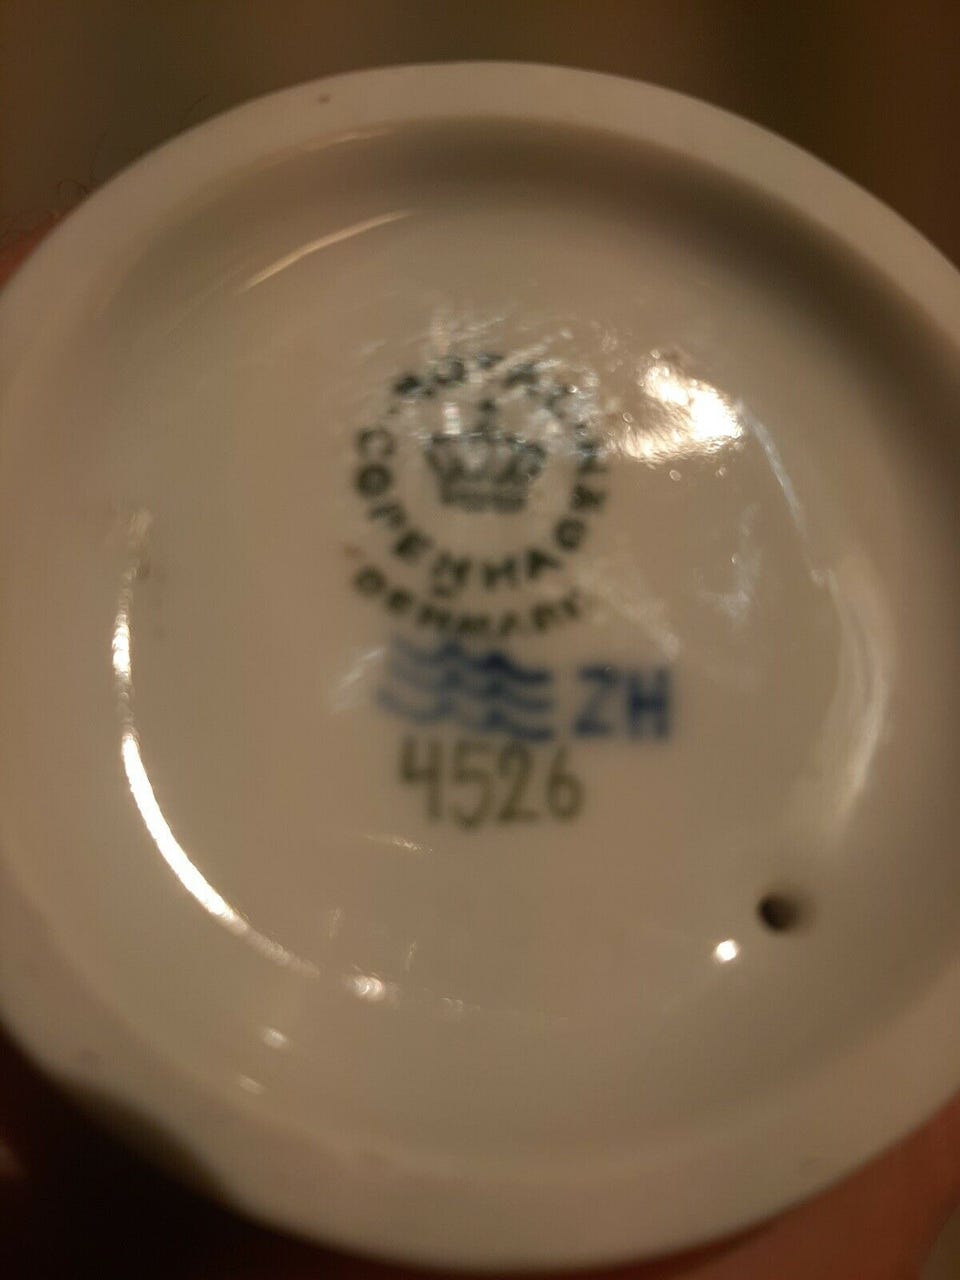 ROYAL
COPENHAGEN
DENMARK
ZH
4526